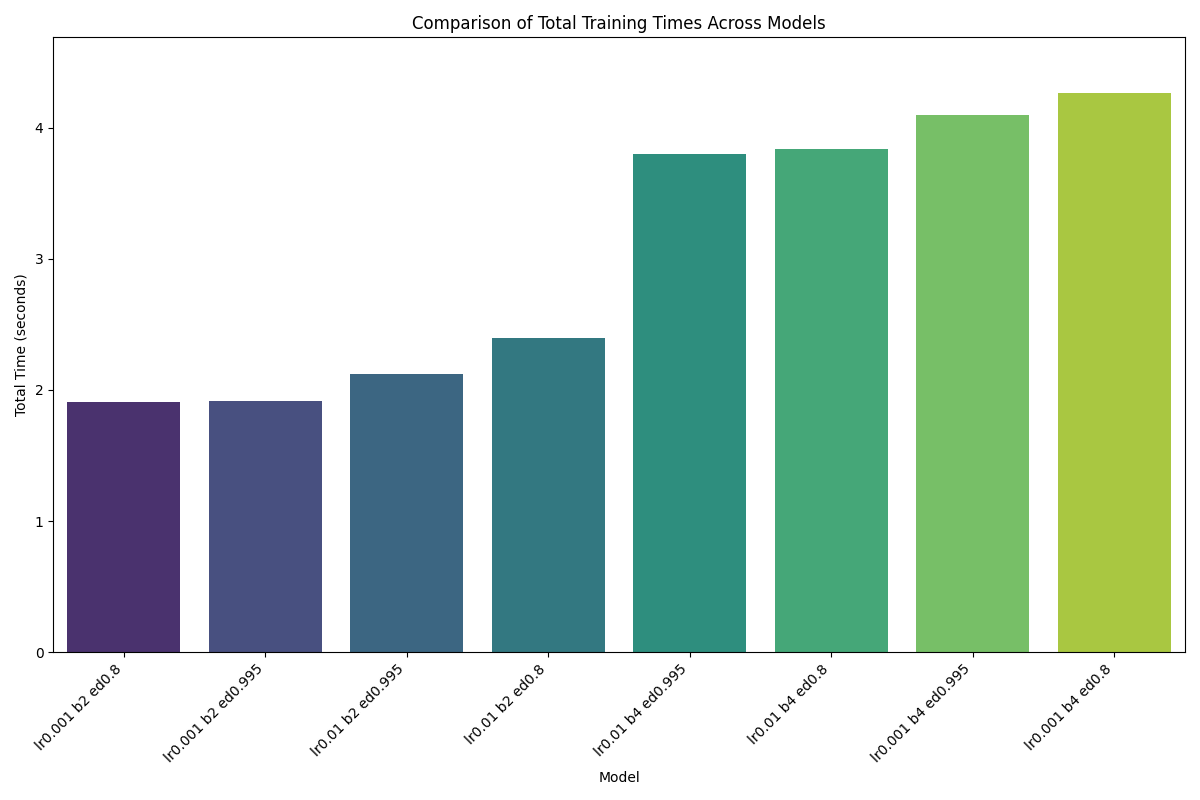 Comparison of Total Training Times Across Models
Total Time (seconds)
4
3
2
1
0
lr0.001 b2 ed0.8
lr0.001 b2 ed0.995
lr0.01 b2 ed0.995
lr0.01 b2 ed0.8
lr0.01 b4 ed0.995
lr0.01 b4 ed0.8
lr0.001 b4 ed0.995
lr0.001 b4 ed0.8
Model